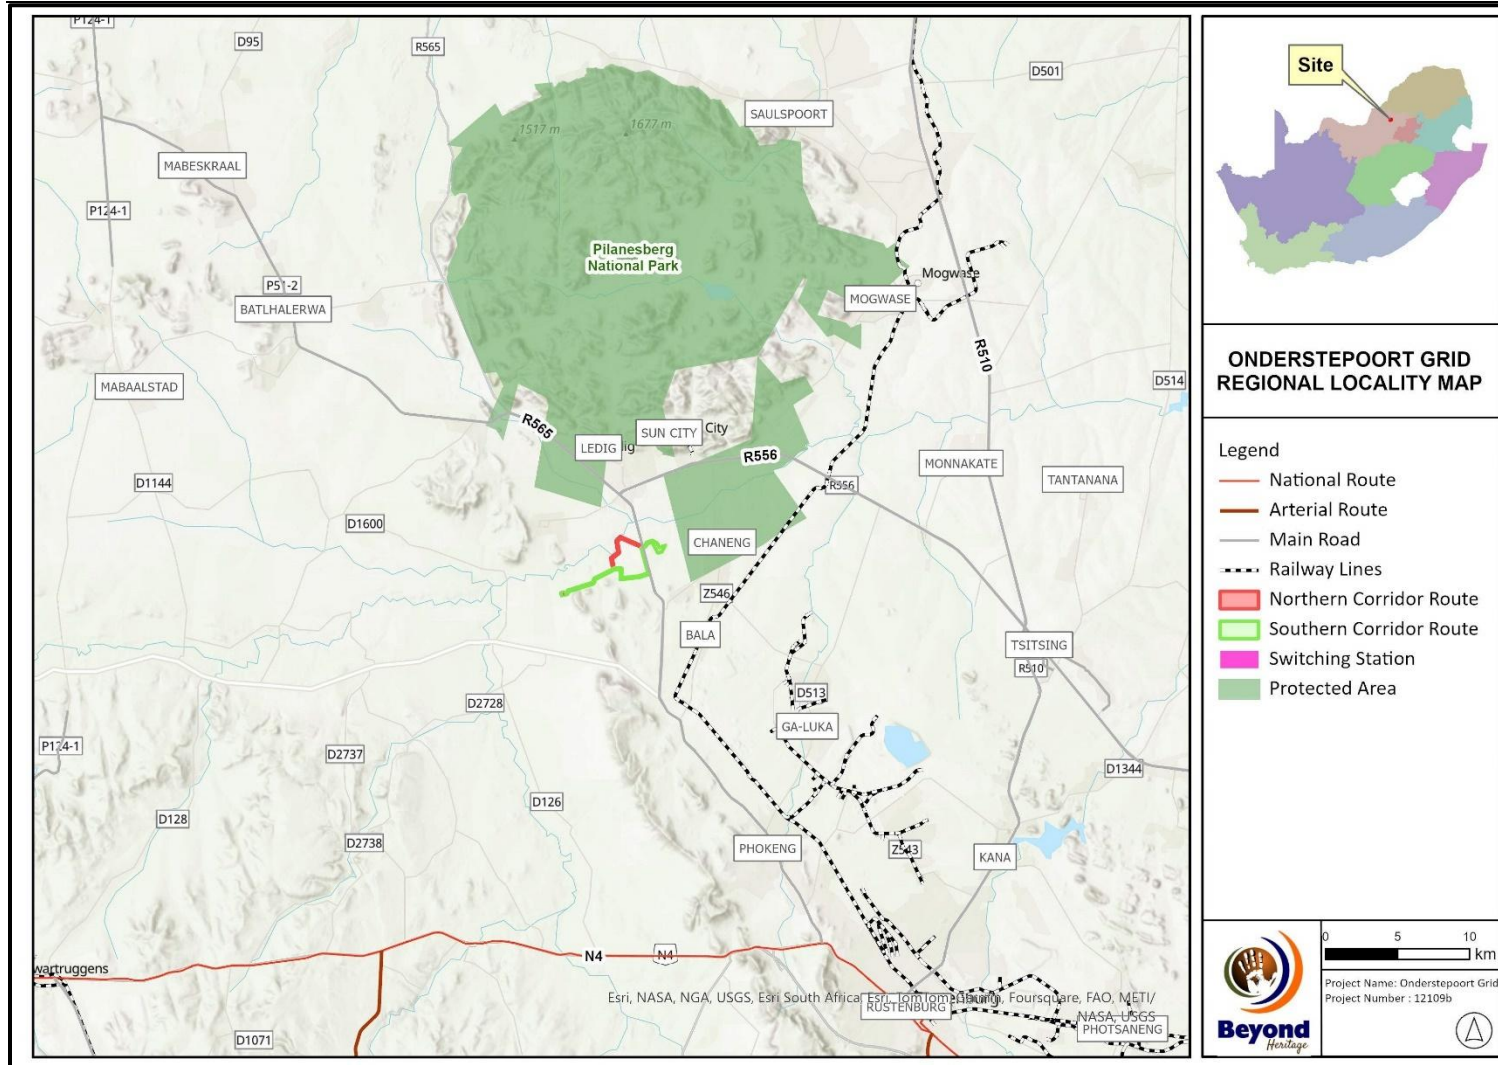 P124-1
D95
R565
D501
SAULSPOORT
1517 m
1677 m
MABESKRAAL
P124-1
Pilanesberg
National Park
Mogwase
P51-2
BATLHALERWA
MOGWASE
R510
MABAALSTAD
D514
R565
LEDIG
SUN CITY
City
R556
MONNAKATE
TANTANANA
D1144
R556
D1600
CHANENG
Z546
BALA
TSITSING
R510
D513
D2728
GA-LUKA
P124-1
D2737
D1344
D126
D128
D2738
PHOKENG
Z543
KANA
N4
N4
wartruggens
Esri, NASA, NGA, USGS, Esri South Africa, Esri, TomTom, Garmin, Foursquare, FAO, METI/
NASA, USGS
RUSTENBURG
PHOTSANENG
D1071
Site
ONDERSTEPOORT GRID
REGIONAL LOCALITY MAP
Legend
National Route
Arterial Route
Main Road
Railway Lines
Northern Corridor Route
Southern Corridor Route
Switching Station
Protected Area
0 5 10
km
Project Name: Onderstepoort Grid
Project Number : 12109b
Beyond
Heritage